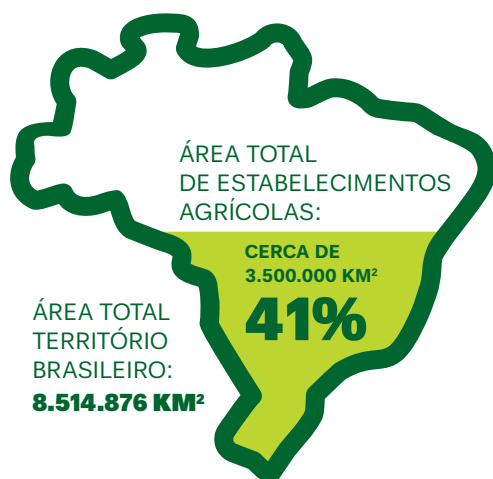 ÁREA TOTAL
DE ESTABELECIMENTOS
AGRÍCOLAS:
CERCA DE
3.500.000 KM²
41%
ÁREA TOTAL
TERRITÓRIO
BRASILEIRO:
8.514.876 KM²